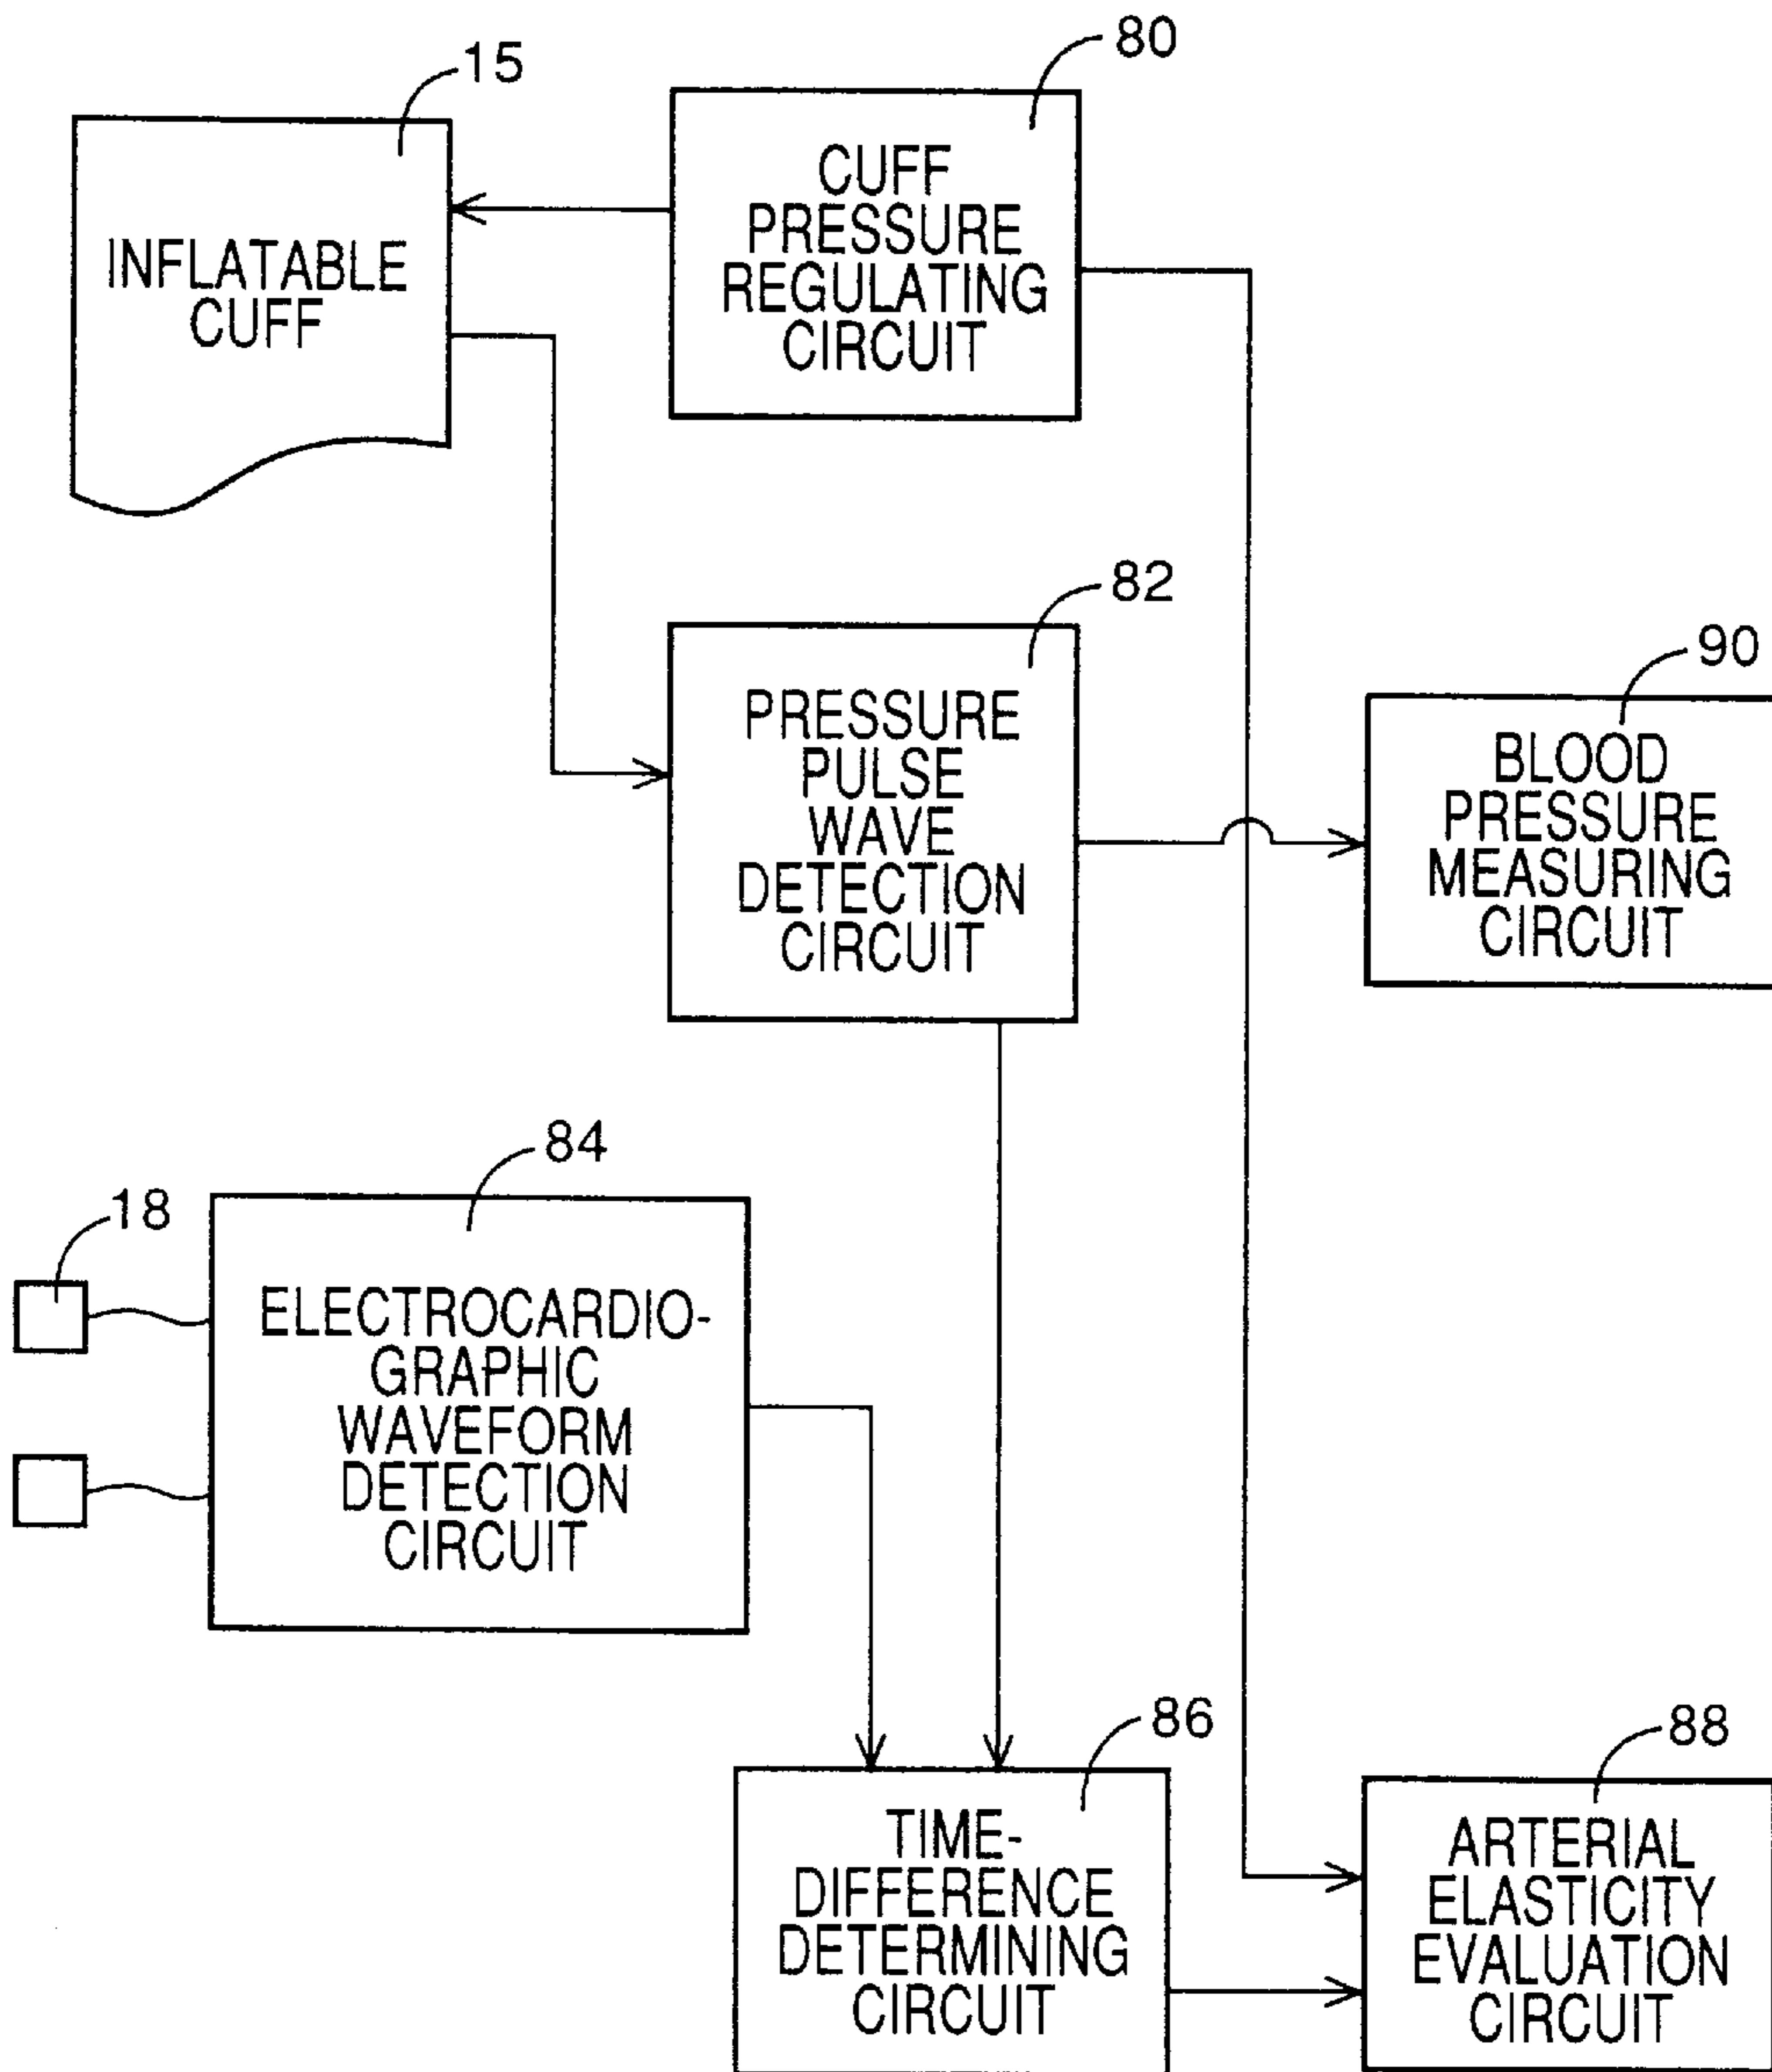 15
INFLATABLE
CUFF
80
CUFF
PRESSURE
REGULATING
CIRCUIT
82
PRESSURE
PULSE
WAVE
DETECTION
CIRCUIT
90
BLOOD
PRESSURE
MEASURING
CIRCUIT
18
84
ELECTROCARDIO-
GRAPHIC
WAVEFORM
DETECTION
CIRCUIT
86
TIME-
DIFFERENCE
DETERMINING
CIRCUIT
88
ARTERIAL
ELASTICITY
EVALUATION
CIRCUIT